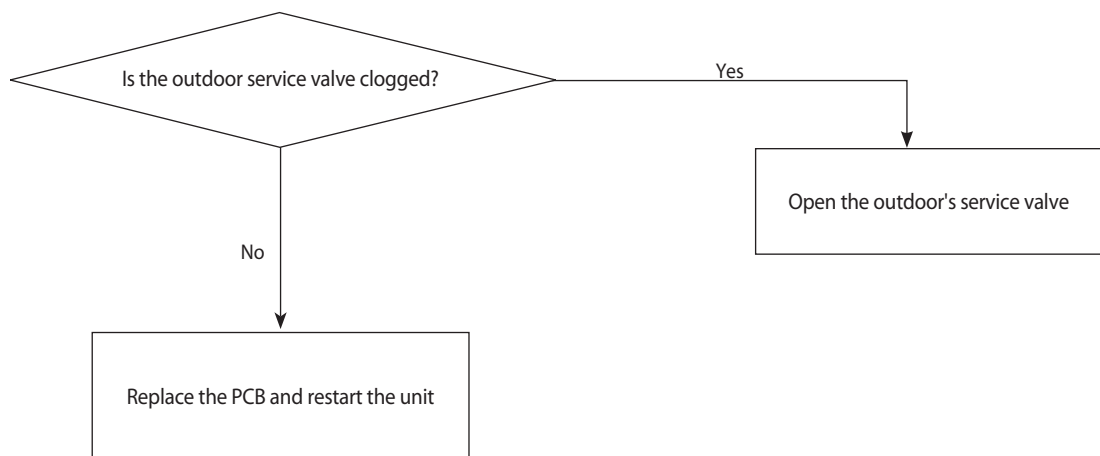 Is the outdoor service valve clogged?
Yes
Open the outdoor's service valve
No
Replace the PCB and restart the unit